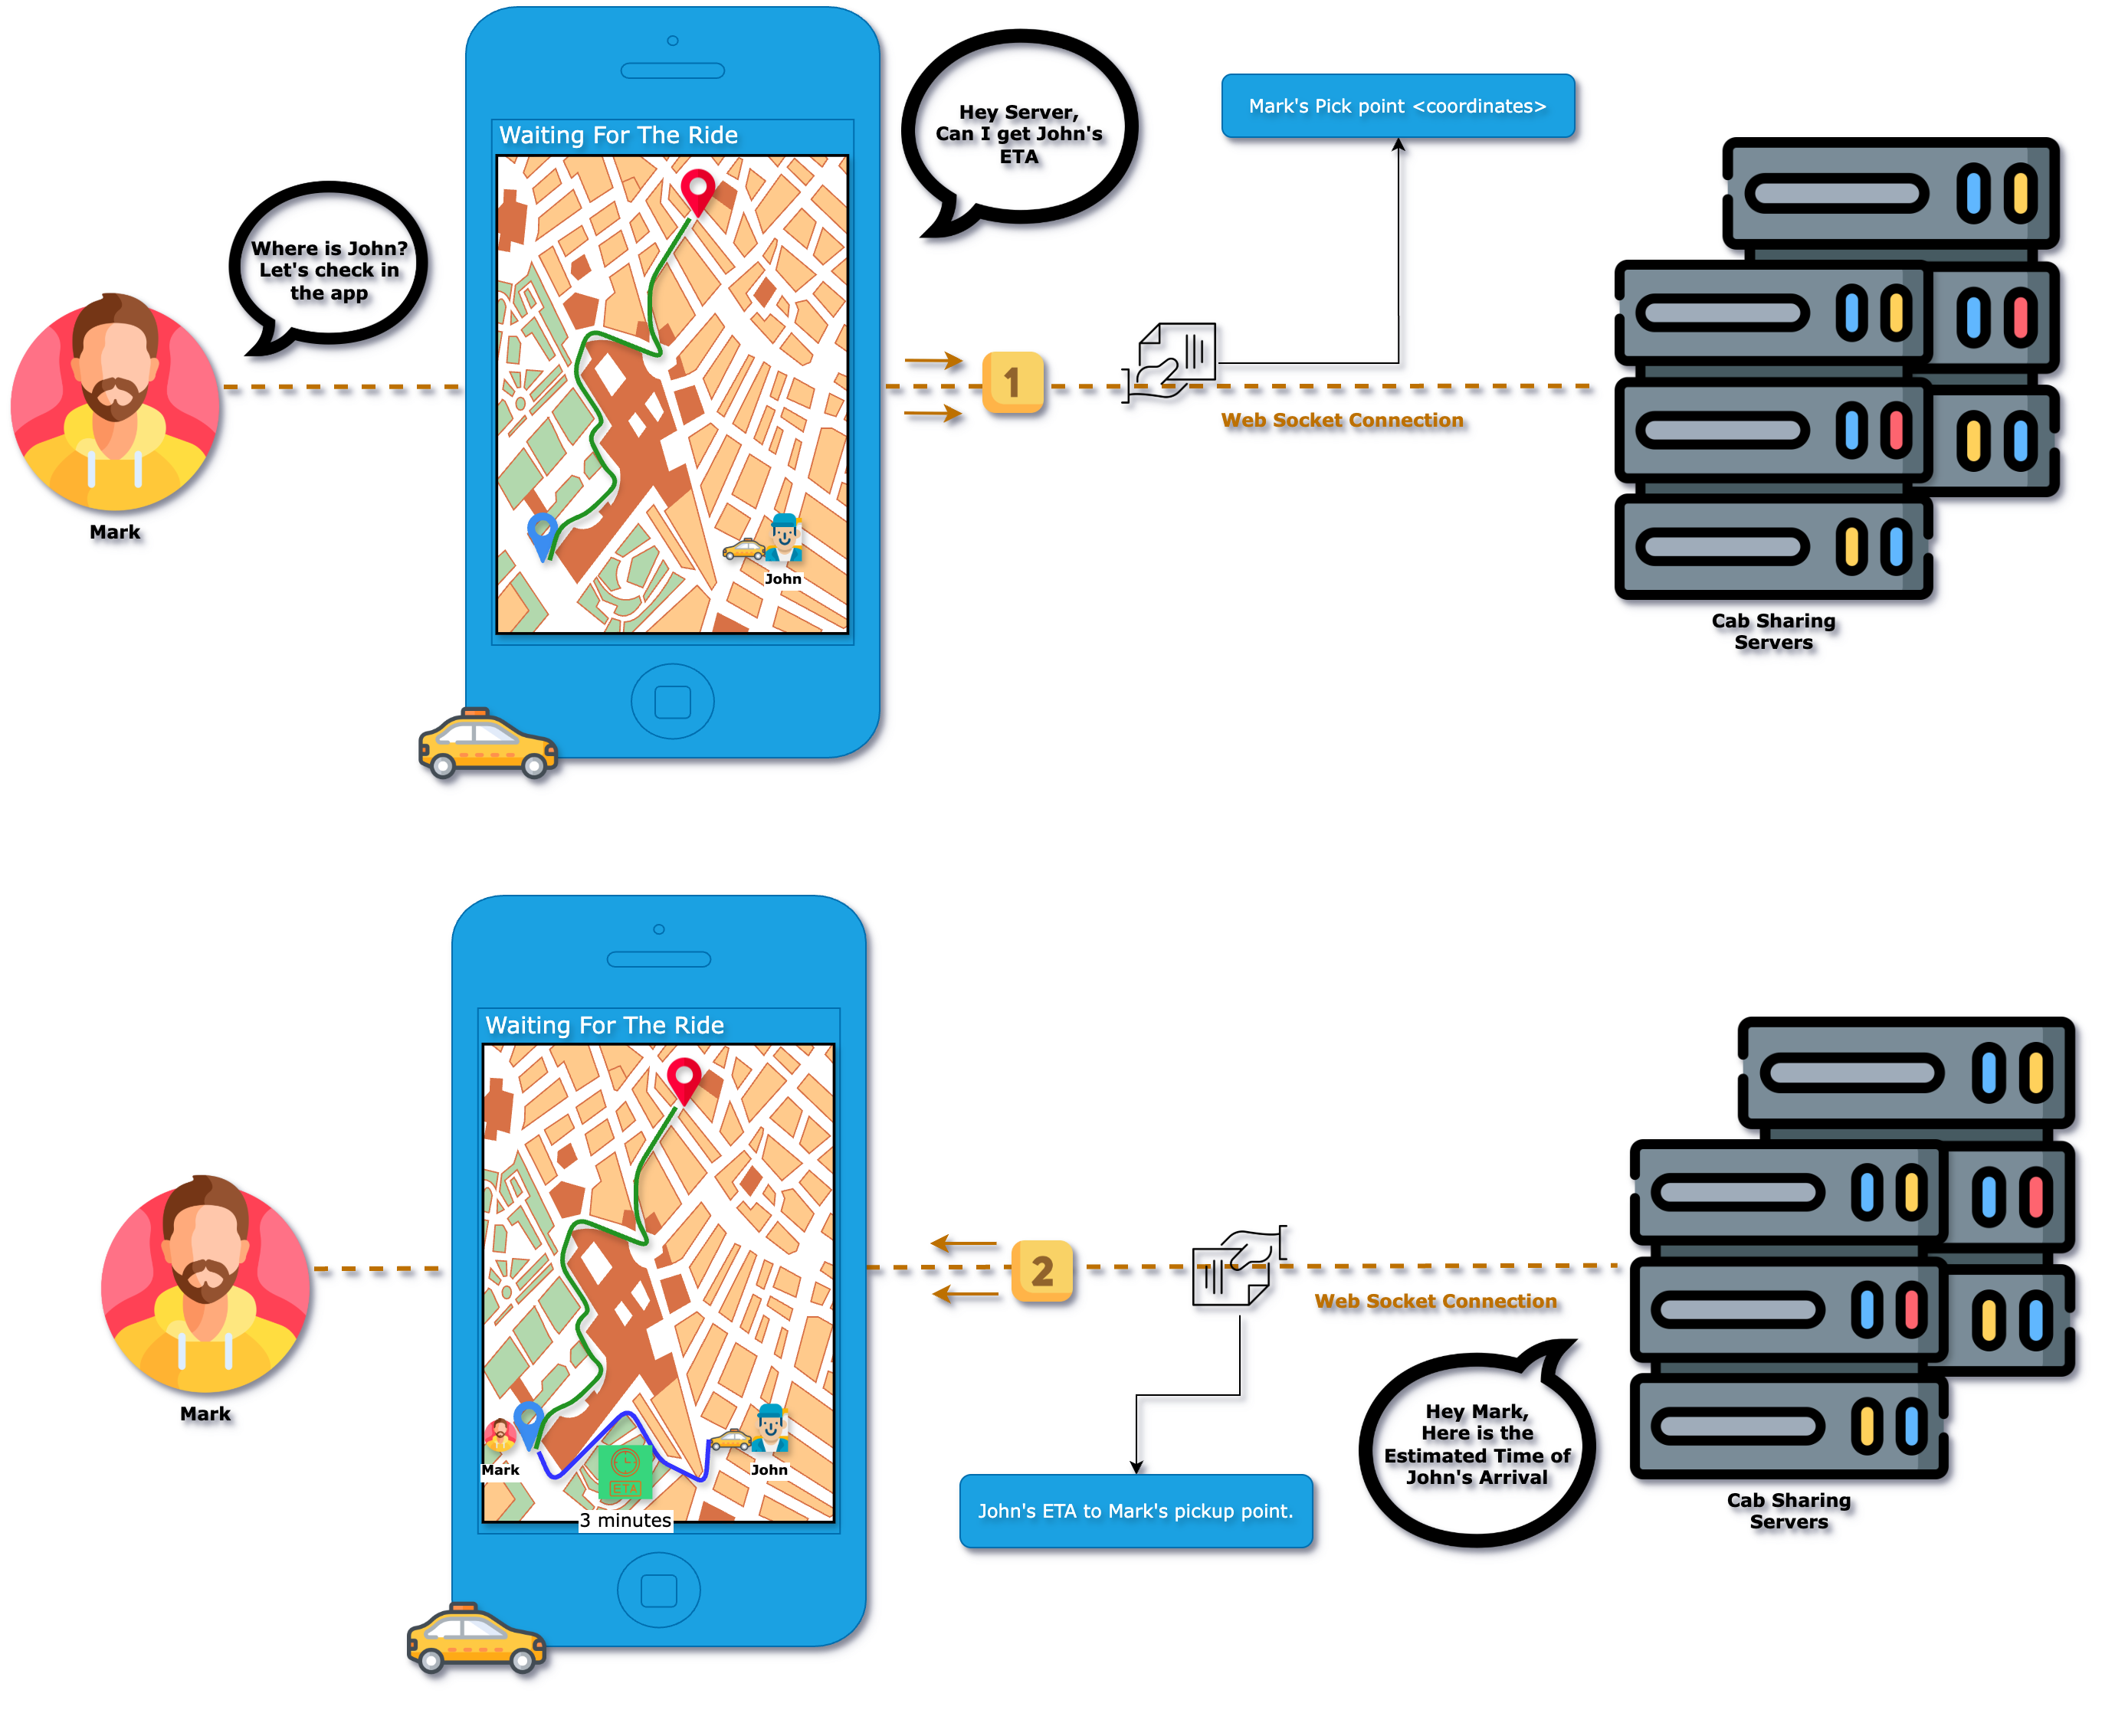 Hey Server,
Can I get John's
ETA
Mark's Pick point <coordinates>
Waiting For The Ride
Where is John?
Let's check in
the app
1
Web Socket Connection
Mark
John
Cab Sharing
Servers
Waiting For The Ride
2
Web Socket Connection
Mark
Mark
John
ETA
3 minutes
Hey Mark,
Here is the
Estimated Time of
John's Arrival
John's ETA to Mark's pickup point.
Cab Sharing
Servers